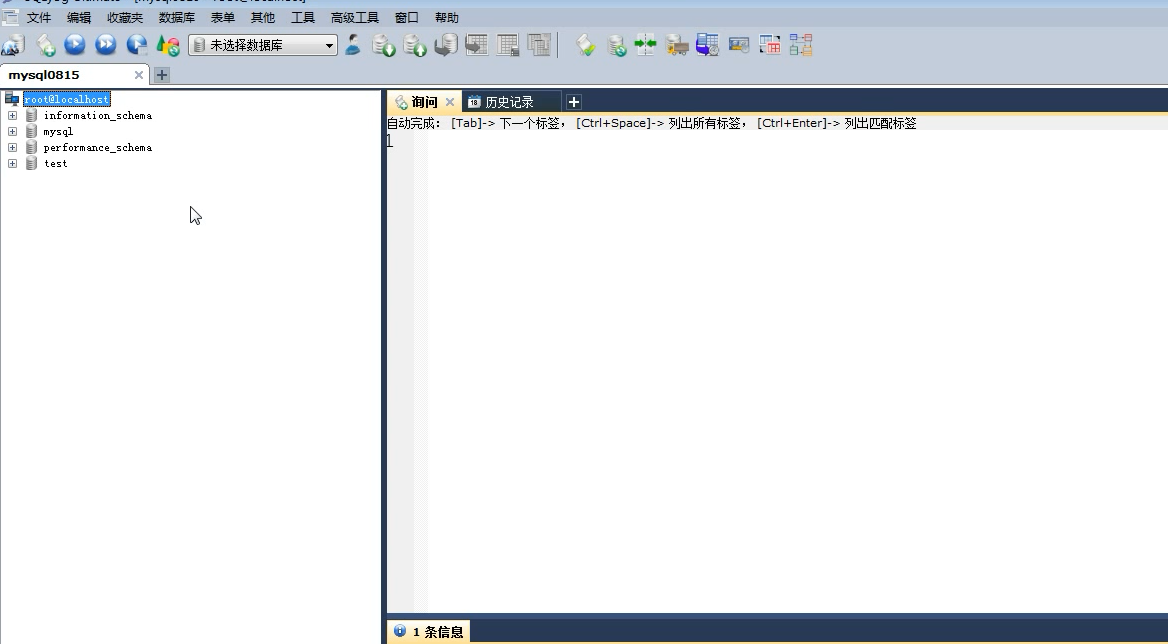 文件 编辑 收藏夹 数据库 表单 其他 工具 高级工具 窗口 帮助
未选择数据库
mysql0815
root@localhost
information_schema
mysql
performance_schema
test
询问 历史记录
自动完成： [Tab]-> 下一个标签， [Ctrl+Space]-> 列出所有标签， [Ctrl+Enter]-> 列出匹配标签
1
1 条信息